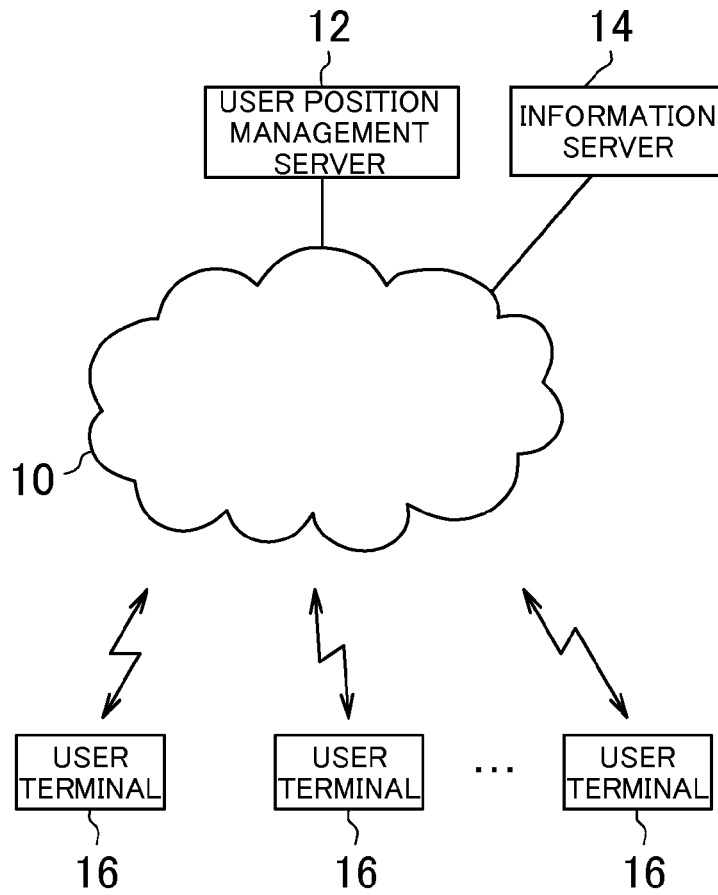 12
14
USER POSITION
MANAGEMENT
SERVER
INFORMATION
SERVER
10
USER
TERMINAL
USER
TERMINAL
...
USER
TERMINAL
16
16
16